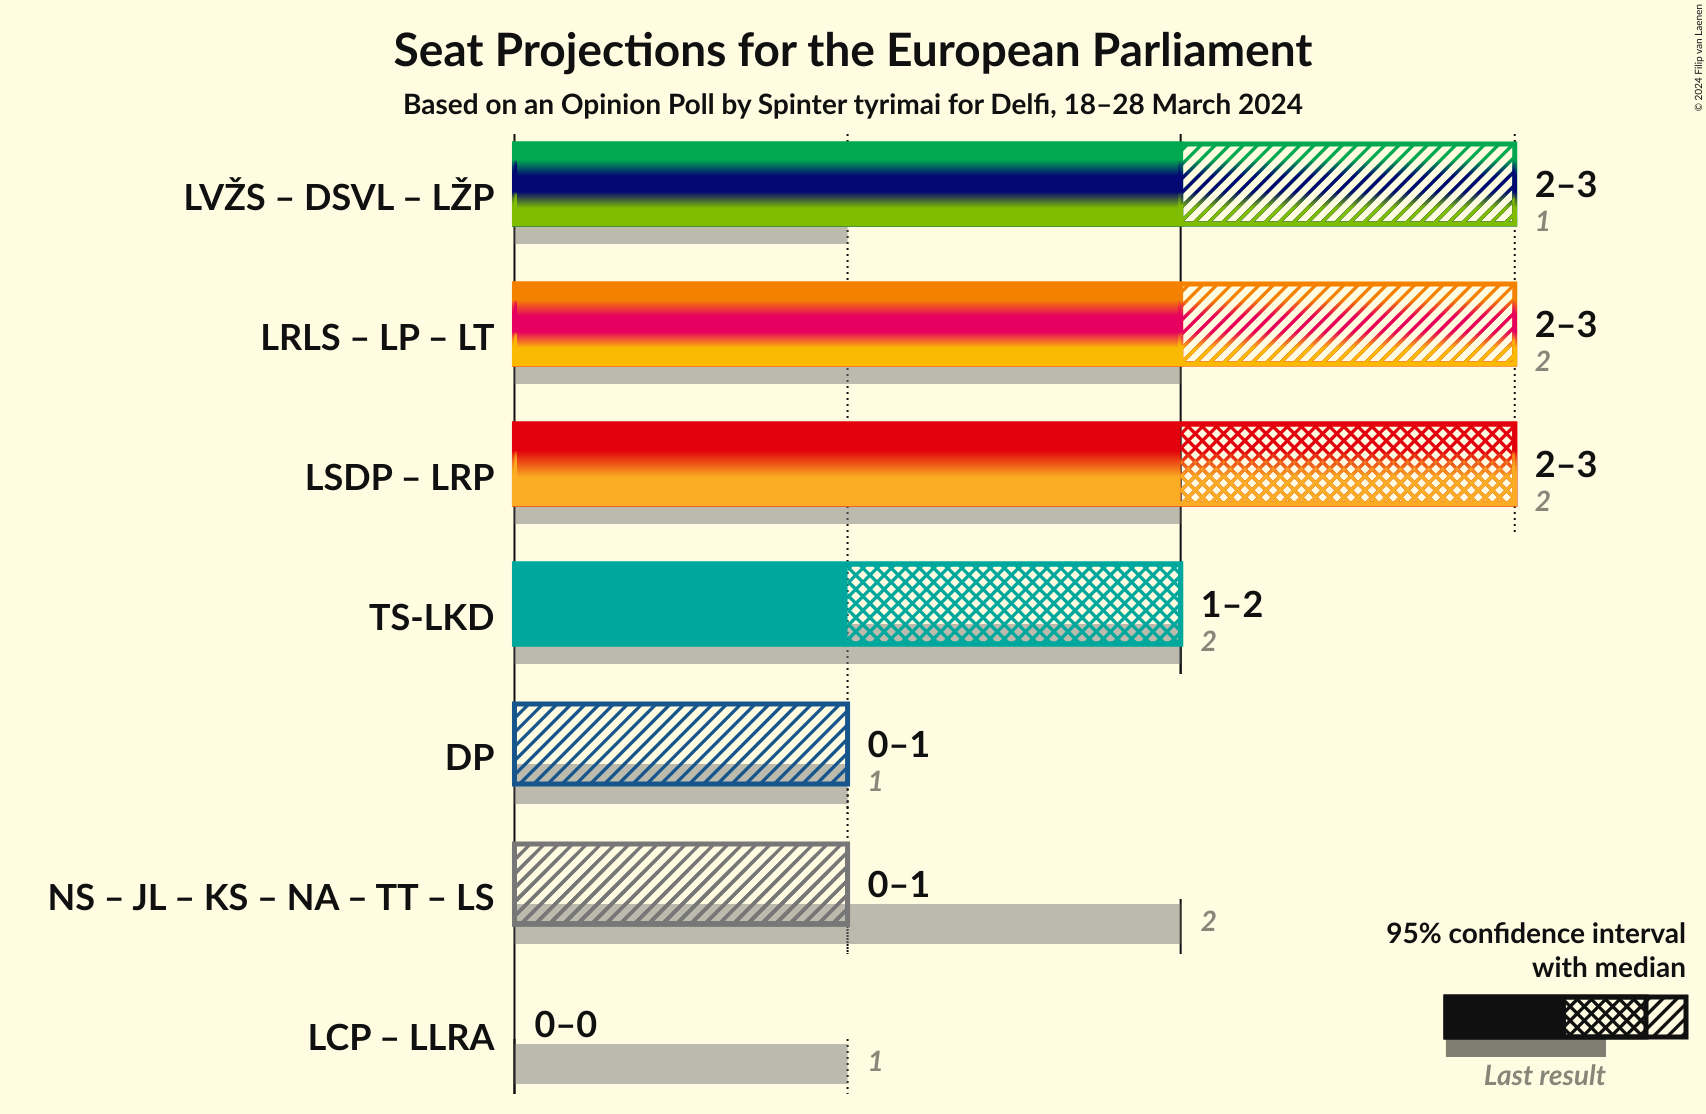 Seat Projections for the European Parliament
Based on an Opinion Poll by Spinter tyrimai for Delfi, 18–28 March 2024
© 2024 Filip van Laenen
LVŽS – DSVL – LŽP
2–3
1
LRLS – LP – LT
2–3
2
LSDP – LRP
2–3
2
TS-LKD
1–2
2
DP
0–1
1
NS – JL – KS – NA – TT – LS
0–1
2
LCP – LLRA
0–0
1
95% confidence interval
with median
Last result